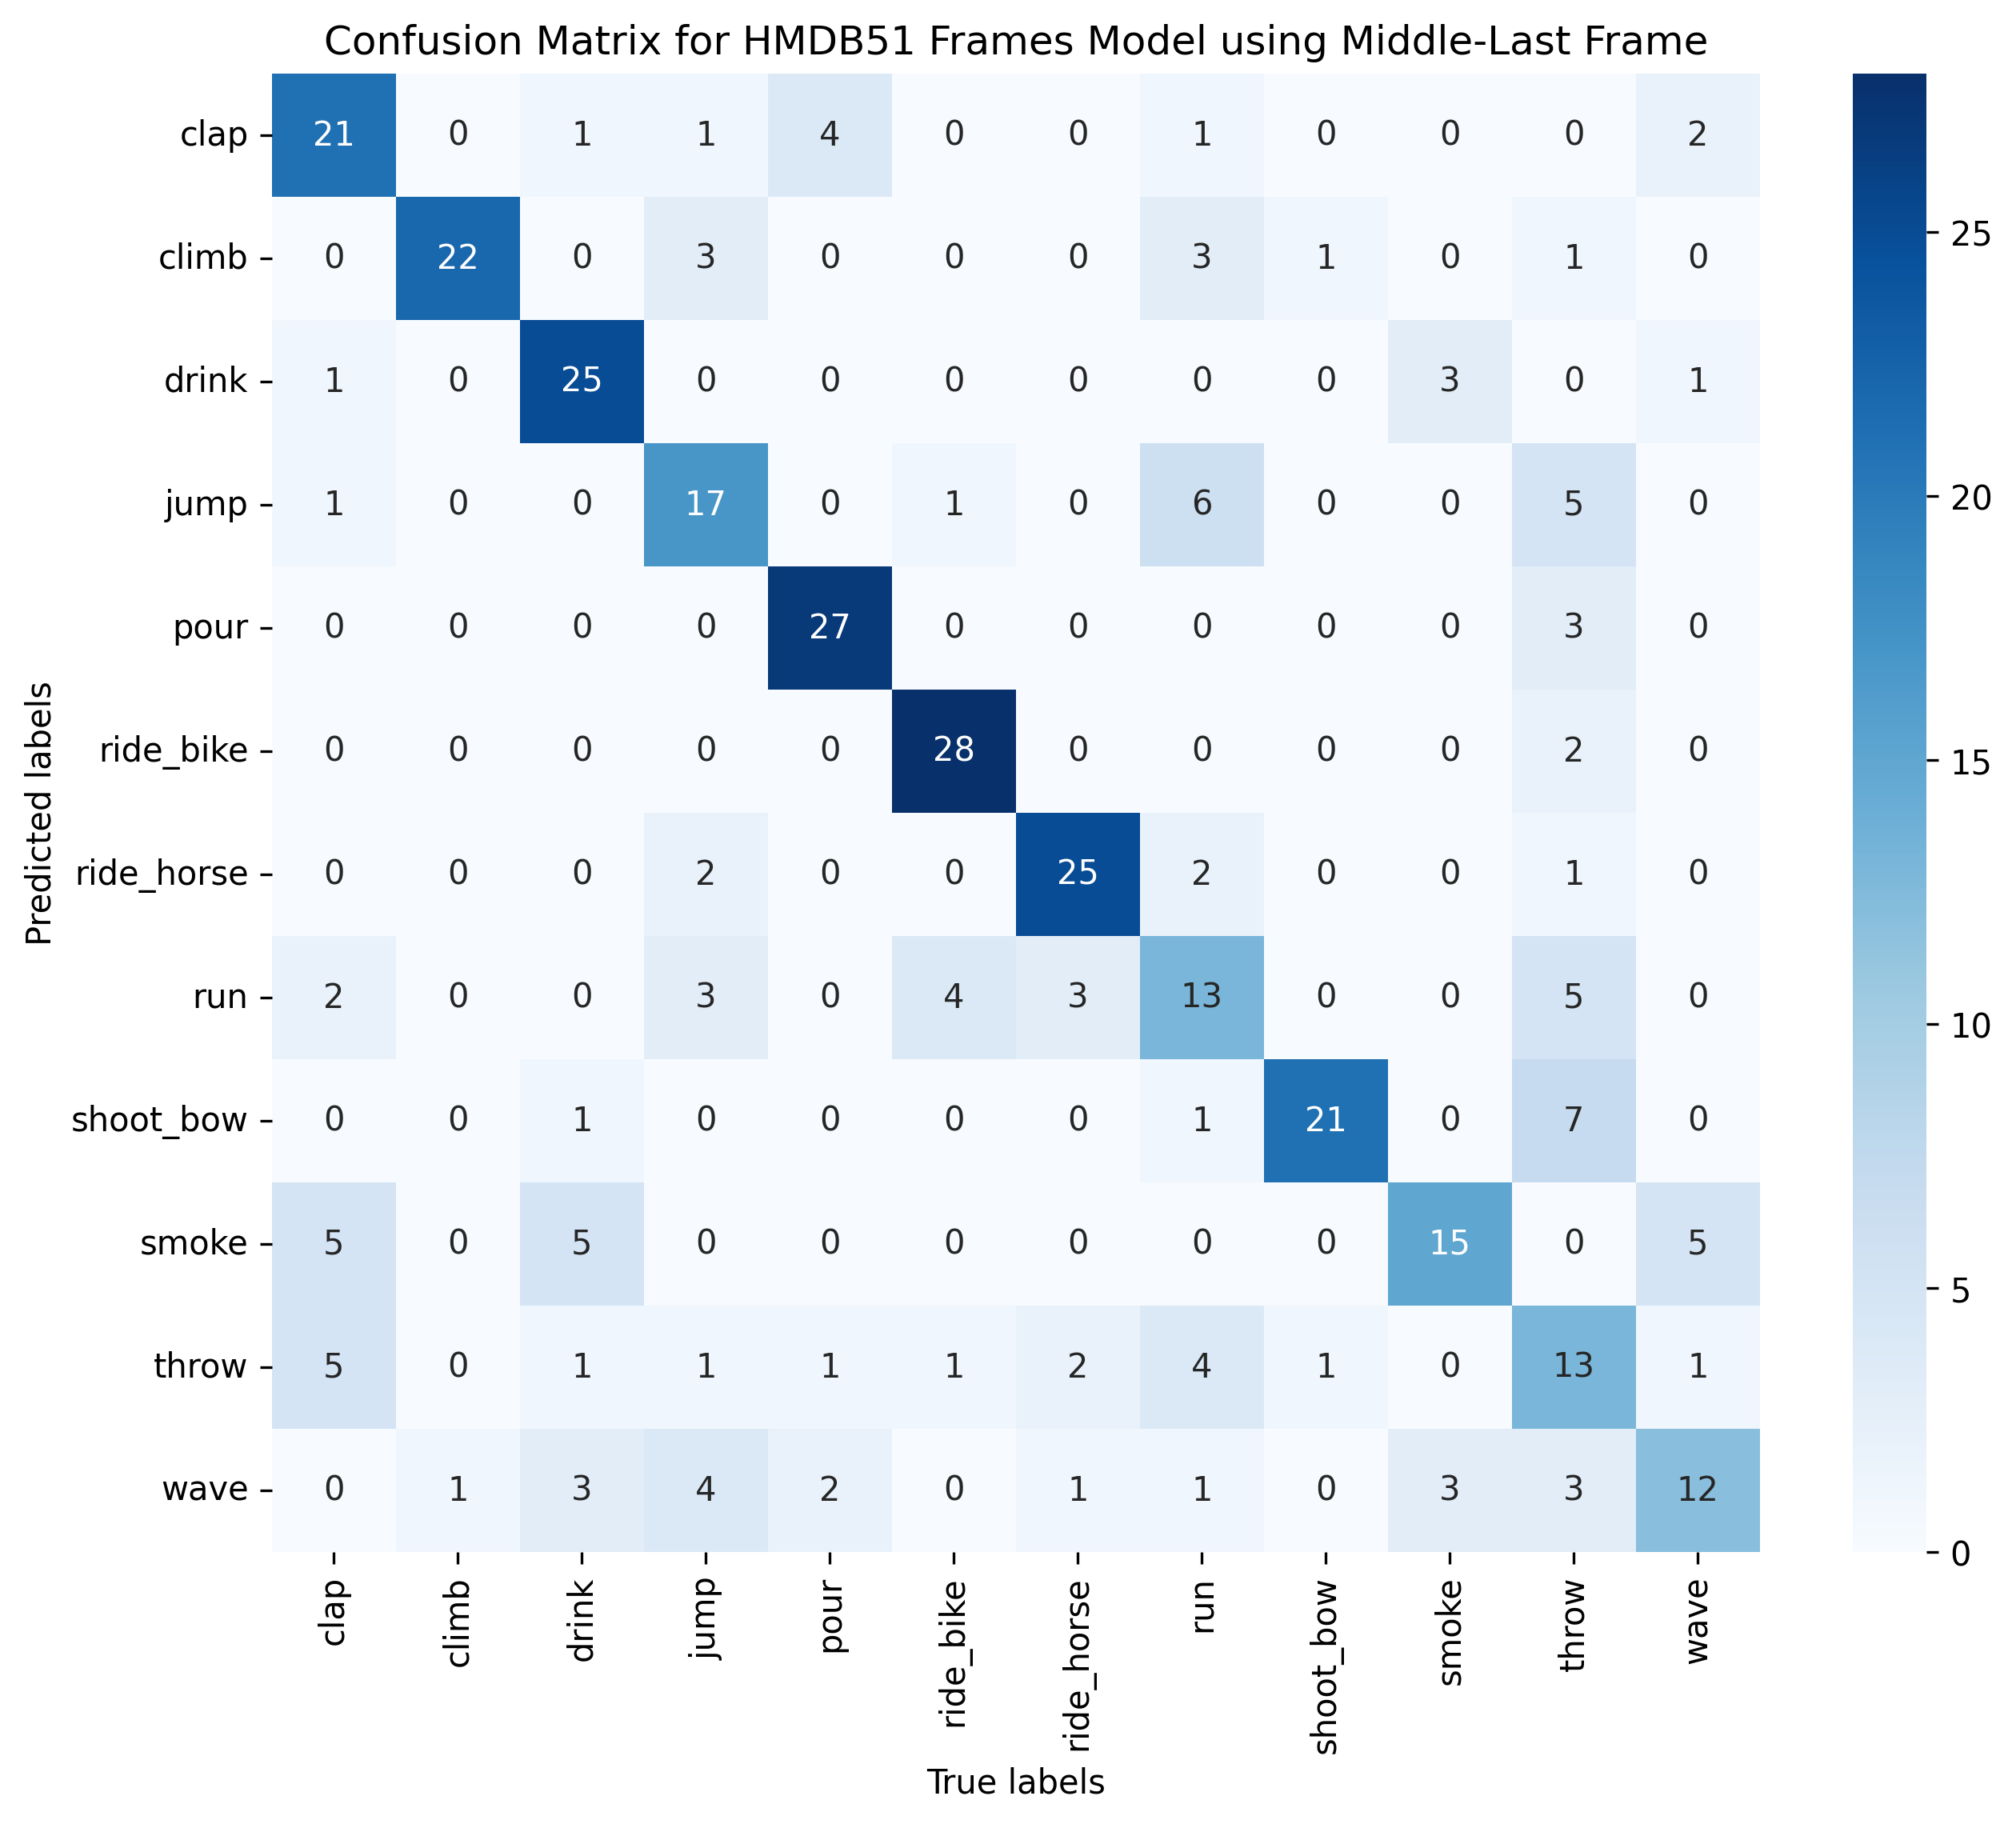 Confusion Matrix for HMDB51 Frames Model using Middle-Last Frame
Predicted labels
clap 21 0 1 1 4 0 0 1 0 0 0 2
climb 0 22 0 3 0 0 0 3 1 0 1 0
drink 1 0 25 0 0 0 0 0 0 3 0 1
jump 1 0 0 17 0 1 0 6 0 0 5 0
pour 0 0 0 0 27 0 0 0 0 0 3 0
ride_bike 0 0 0 0 0 28 0 0 0 0 2 0
ride_horse 0 0 0 2 0 0 25 2 0 0 1 0
run 2 0 0 3 0 4 3 13 0 0 5 0
shoot_bow 0 0 1 0 0 0 0 1 21 0 7 0
smoke 5 0 5 0 0 0 0 0 0 15 0 5
throw 5 0 1 1 1 1 2 4 1 0 13 1
wave 0 1 3 4 2 0 1 1 0 3 3 12
clap climb drink jump pour ride_bike ride_horse run shoot_bow smoke throw wave
True labels
25
20
15
10
5
0